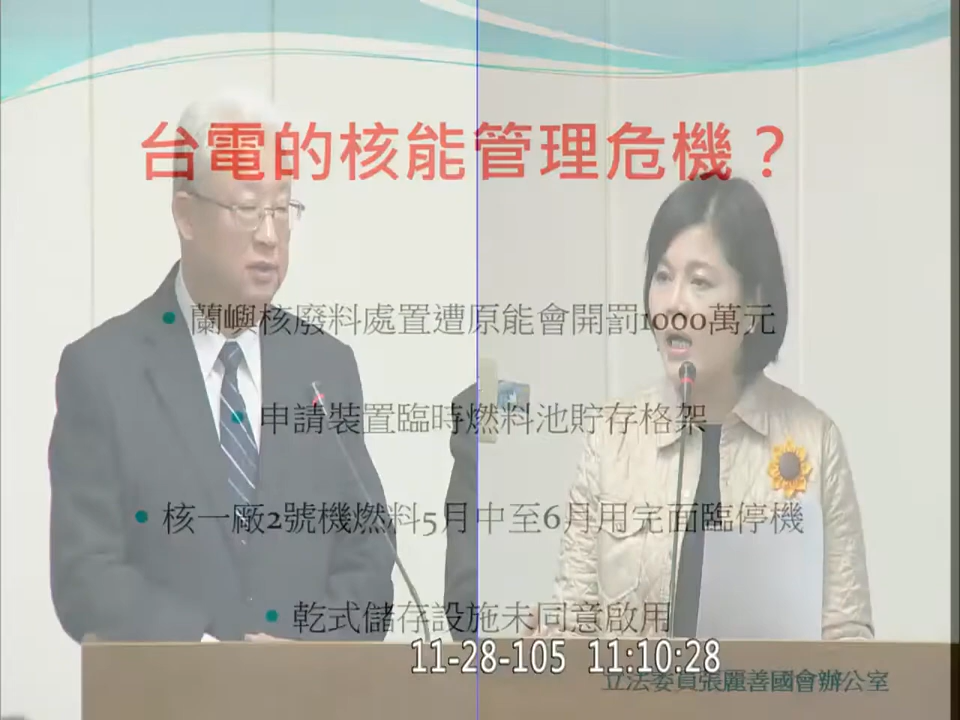 台電的核能管理危機？
• 蘭嶼核廢料處置遭原能會開罰1000萬元
• 申請裝置臨時燃料池貯存格架
• 核一廠2號機燃料5月中至6月用完面臨停機
• 乾式儲存設施未同意啟用
11-28-105 11:10:28
立法委員張麗善國會辦公室